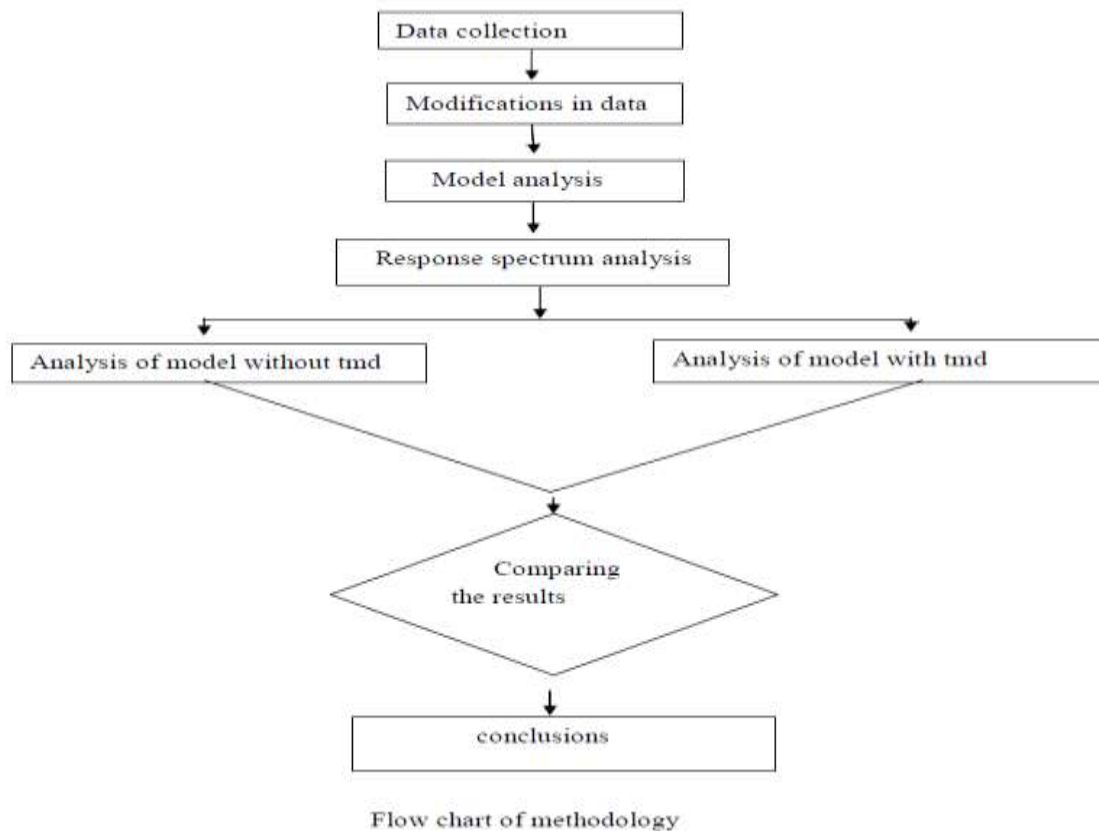 Data collection
Modifications in data
Model analysis
Response spectrum analysis
Analysis of model without tmd
Analysis of model with tmd
Comparing
the results
conclusions
Flow chart of methodology